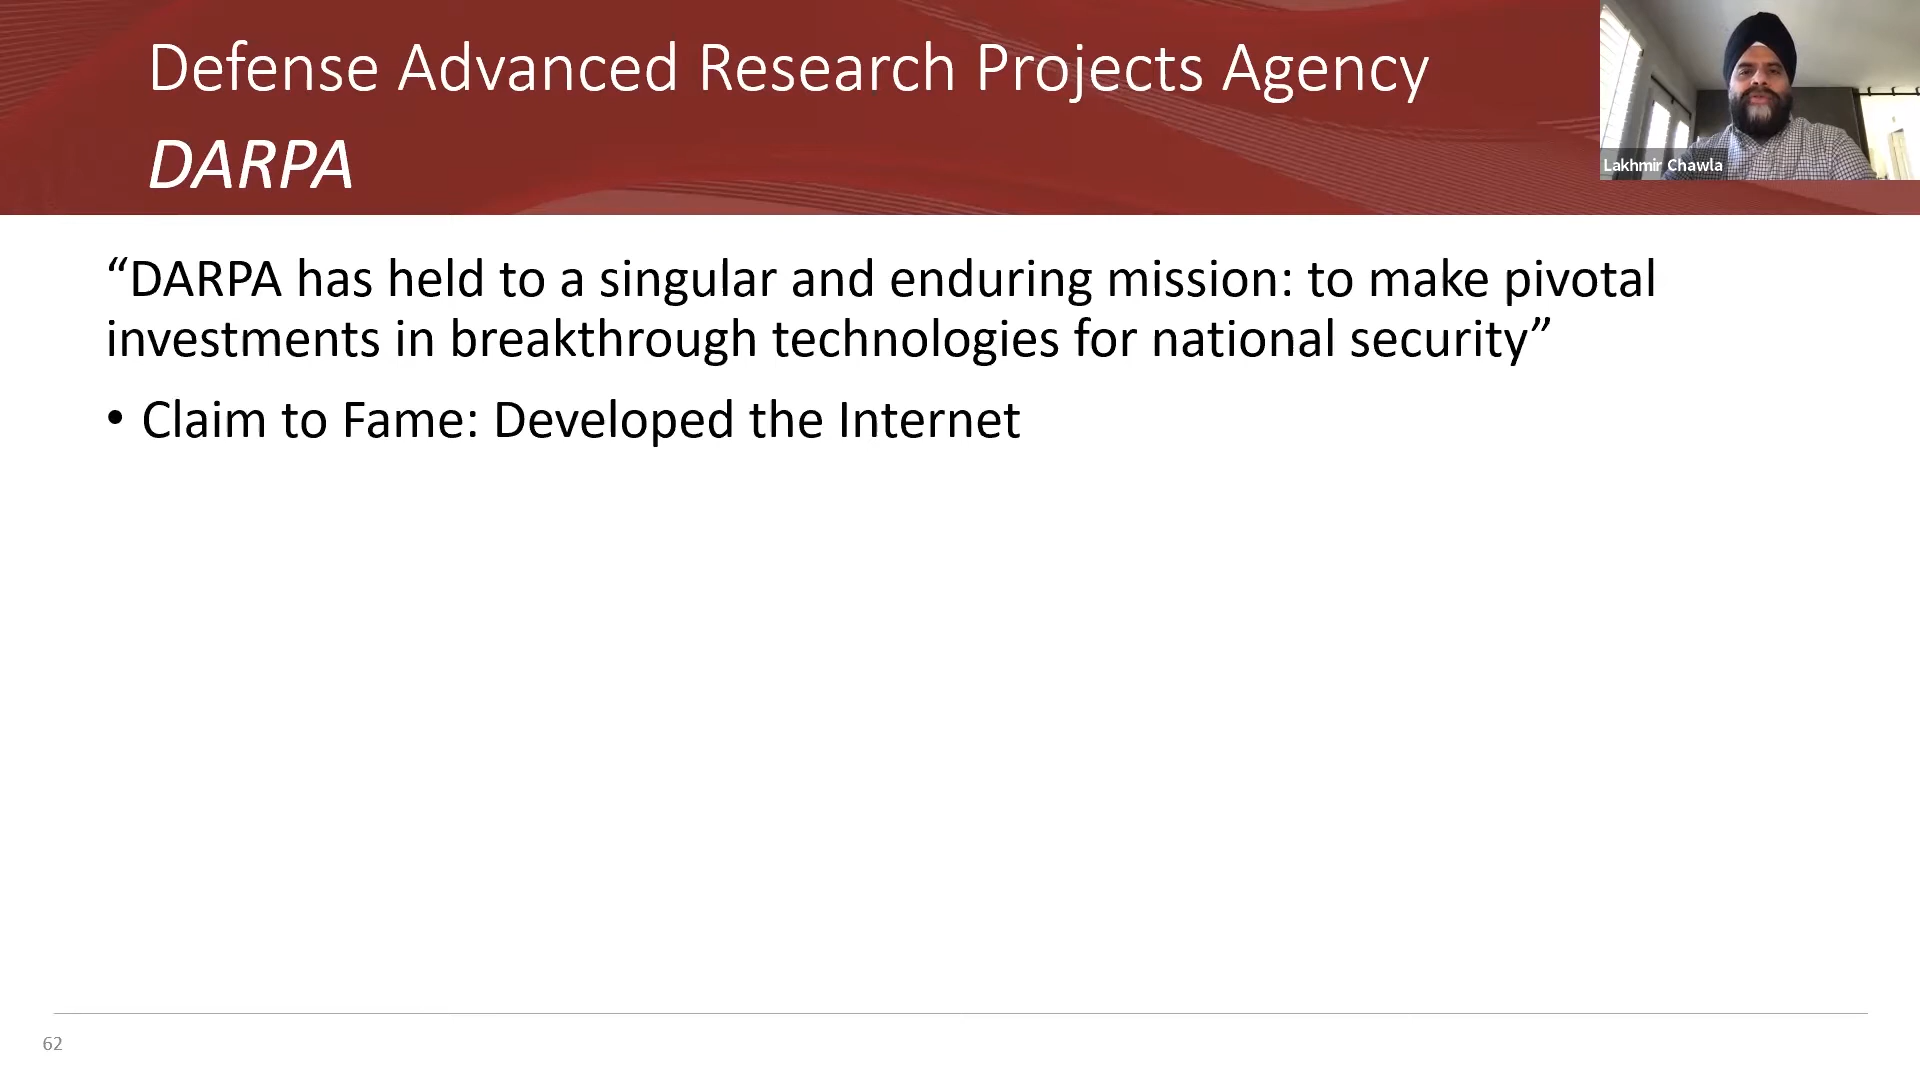 Defense Advanced Research Projects Agency
DARPA
Lakhmir Chawla
“DARPA has held to a singular and enduring mission: to make pivotal
investments in breakthrough technologies for national security”
• Claim to Fame: Developed the Internet
62